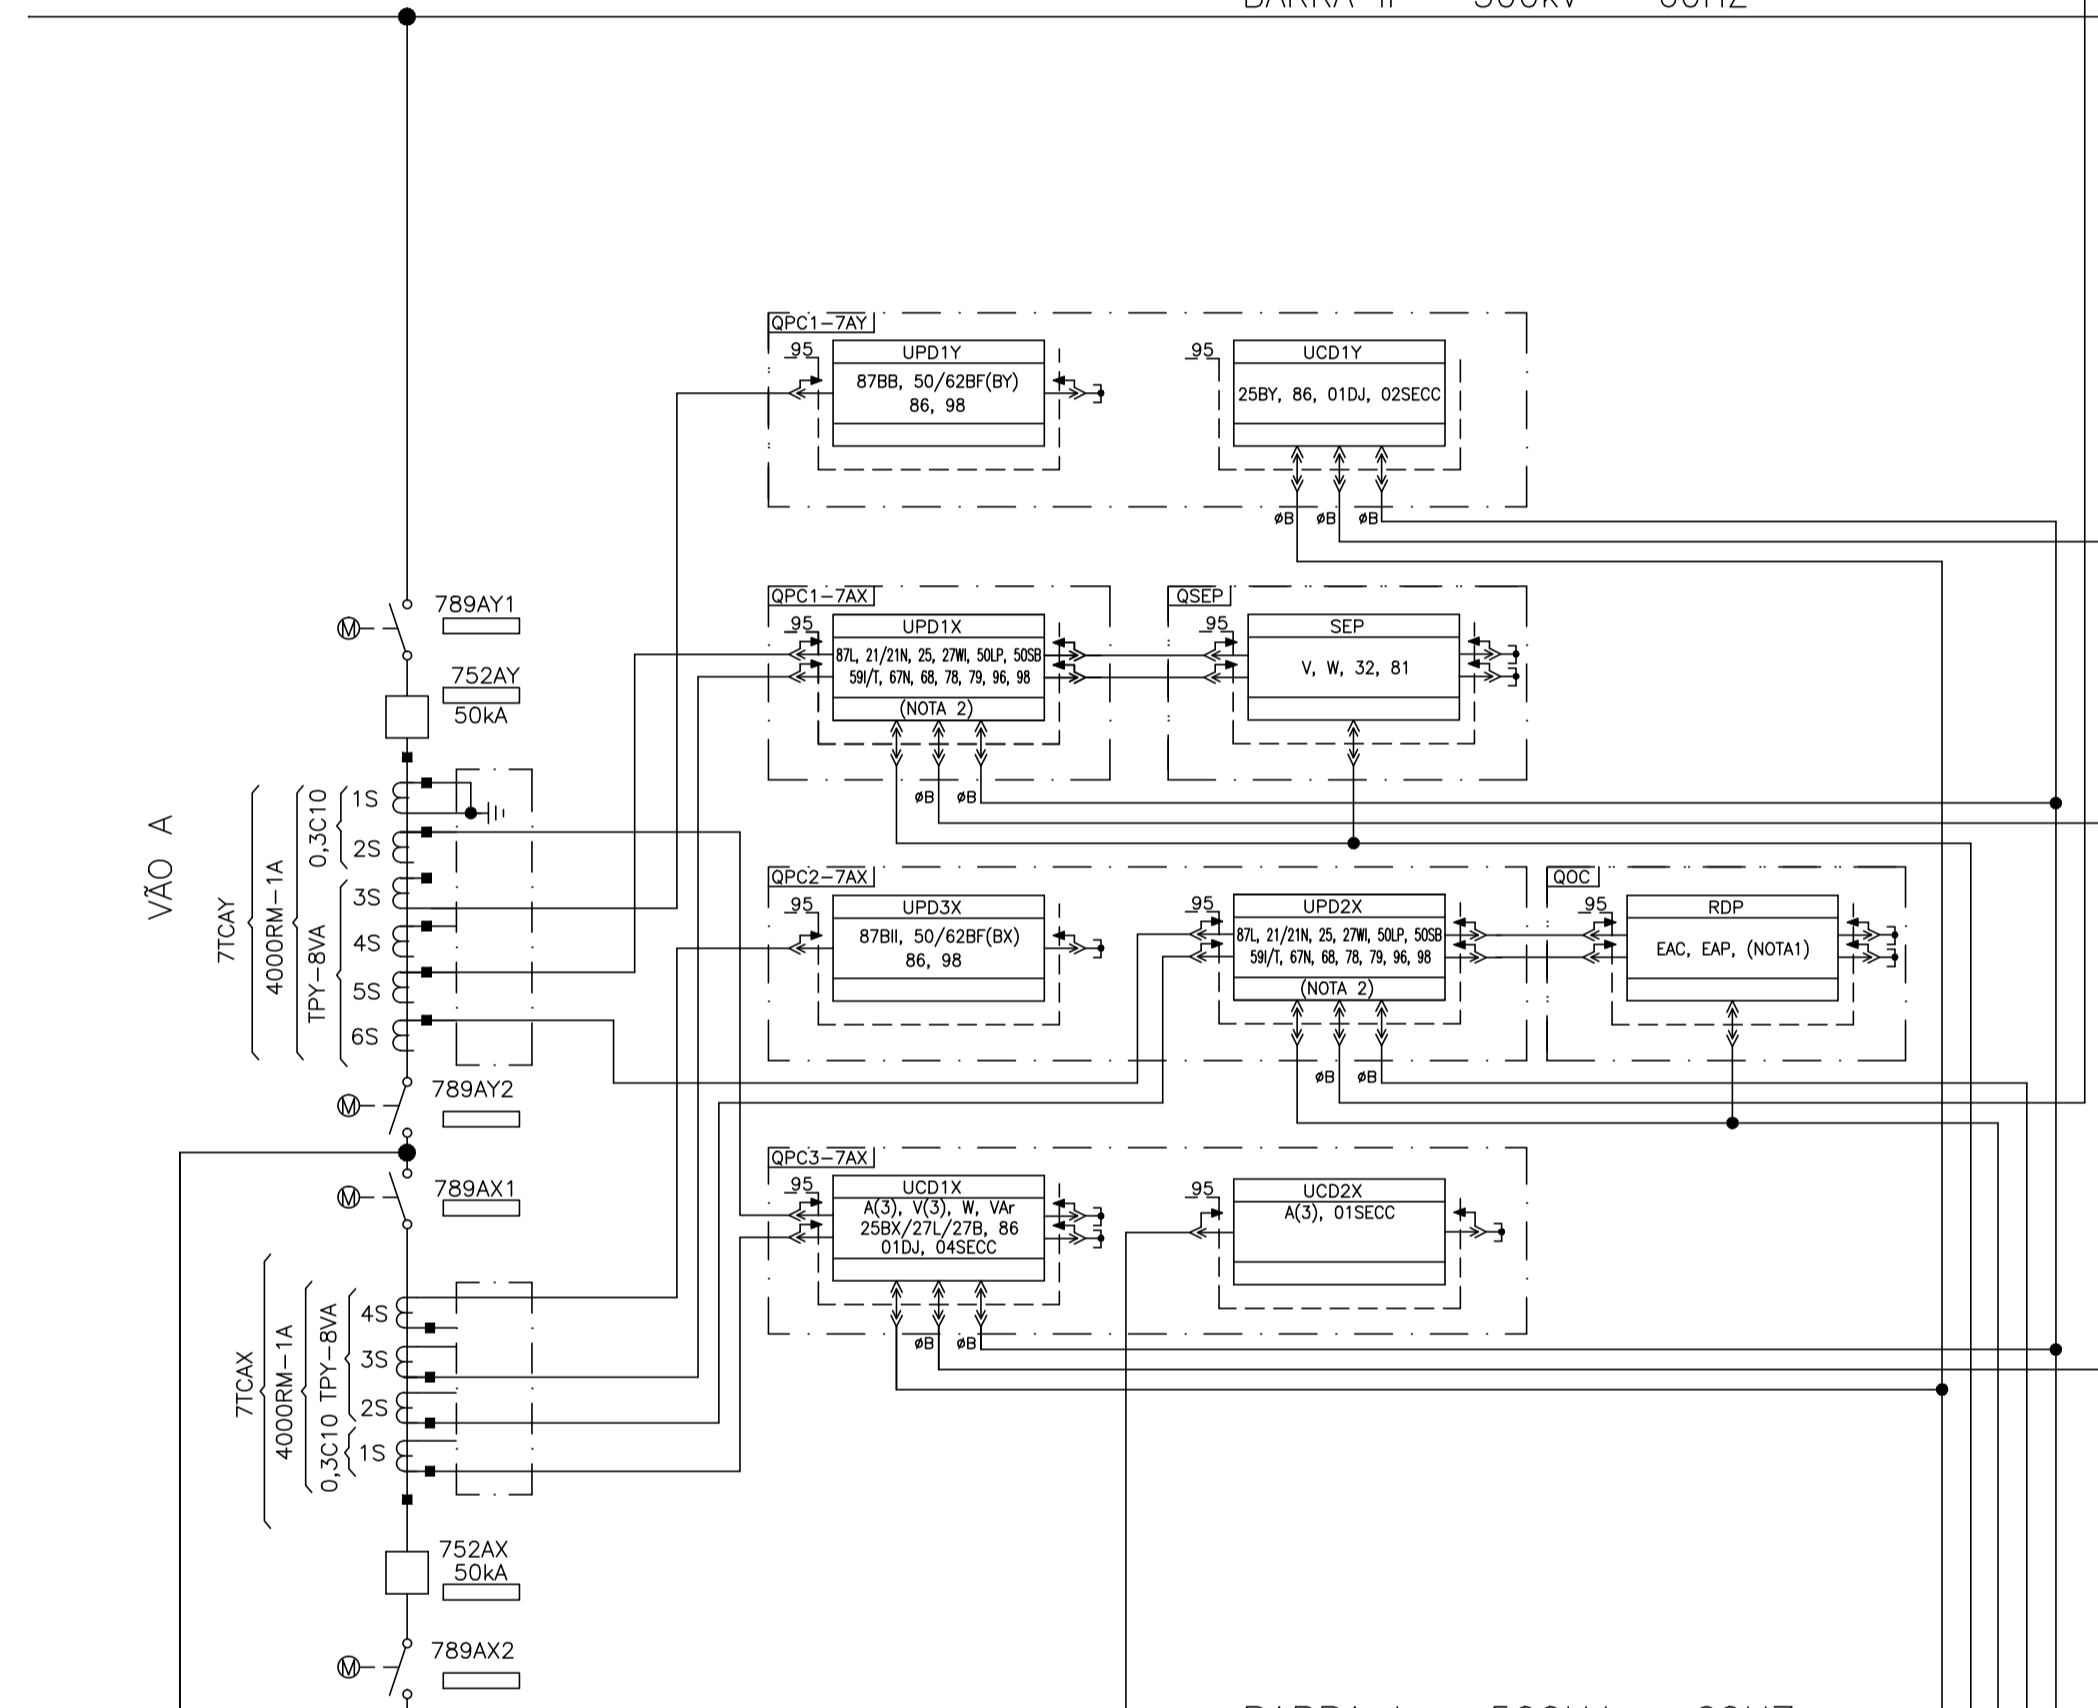 BARRA II 500kV 60HZ
QPC1-7AY
95
UPD1Y
87BB, 50/62BF(BY)
86, 98
95
UCD1Y
25BY, 86, 01DJ, 02SECC
øB
øB
øB
789AY1
M
752AY
50kA
QPC1-7AX
95
UPD1X
87L, 21/21N, 25, 27WI, 50LP, 50SB
59I/T, 67N, 68, 78, 79, 96, 98
(NOTA 2)
øB
øB
QSEP
95
SEP
V, W, 32, 81
VÃO A
7TCAY
4000RM-1A
0,3C10
TPY-8VA
1S
2S
3S
4S
5S
6S
QPC2-7AX
95
UPD3X
87BII, 50/62BF(BX)
86, 98
95
UPD2X
87L, 21/21N, 25, 27WI, 50LP, 50SB
59I/T, 67N, 68, 78, 79, 96, 98
(NOTA 2)
øB
øB
QOC
95
RDP
EAC, EAP, (NOTA1)
M
789AY2
M
789AX1
QPC3-7AX
95
UCD1X
A(3), V(3), W, VAr
25BX/27L/27B, 86
01DJ, 04SECC
øB
øB
95
UCD2X
A(3), 01SECC
7TCAX
4000RM-1A
0,3C10 TPY-8VA
4S
3S
2S
1S
752AX
50kA
M
789AX2